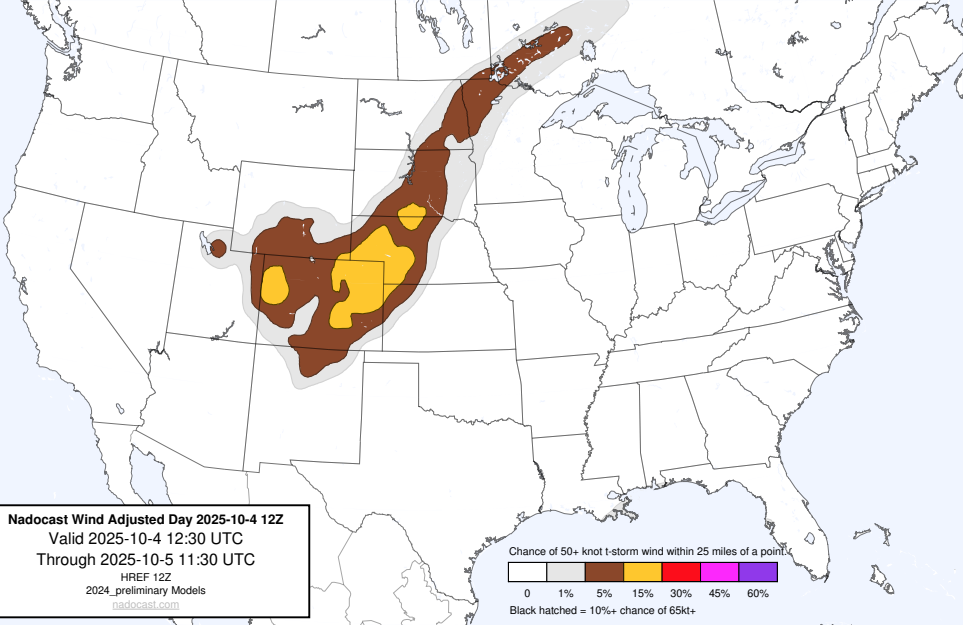 Nadocast Wind Adjusted Day 2025-10-4 12Z
Valid 2025-10-4 12:30 UTC
Through 2025-10-5 11:30 UTC
HREF 12Z
2024_preliminary Models
nadocast.com
Chance of 50+ knot t-storm wind within 25 miles of a point.
0 1% 5% 15% 30% 45% 60%
Black hatched = 10%+ chance of 65kt+